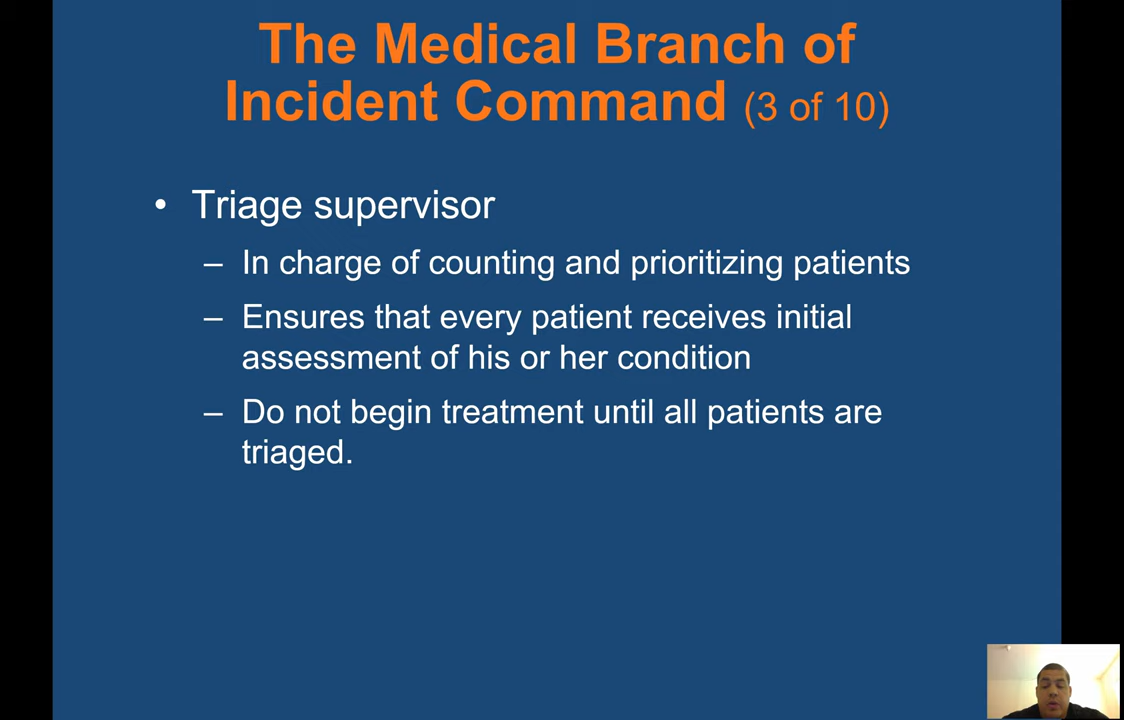 The Medical Branch of
Incident Command (3 of 10)
• Triage supervisor
– In charge of counting and prioritizing patients
– Ensures that every patient receives initial
assessment of his or her condition
– Do not begin treatment until all patients are
triaged.